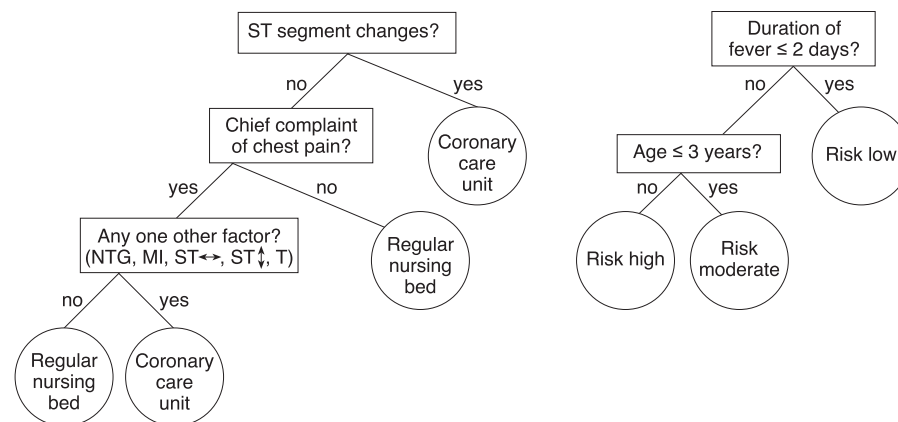 ST segment changes?
no
yes
Chief complaint
of chest pain?
Coronary
care
unit
yes
no
Any one other factor?
(NTG, MI, ST↔, ST↕, T)
Regular
nursing
bed
no
yes
Regular
nursing
bed
Coronary
care
unit
Duration of
fever ≤ 2 days?
no
yes
Age ≤ 3 years?
Risk low
no
yes
Risk high
Risk
moderate